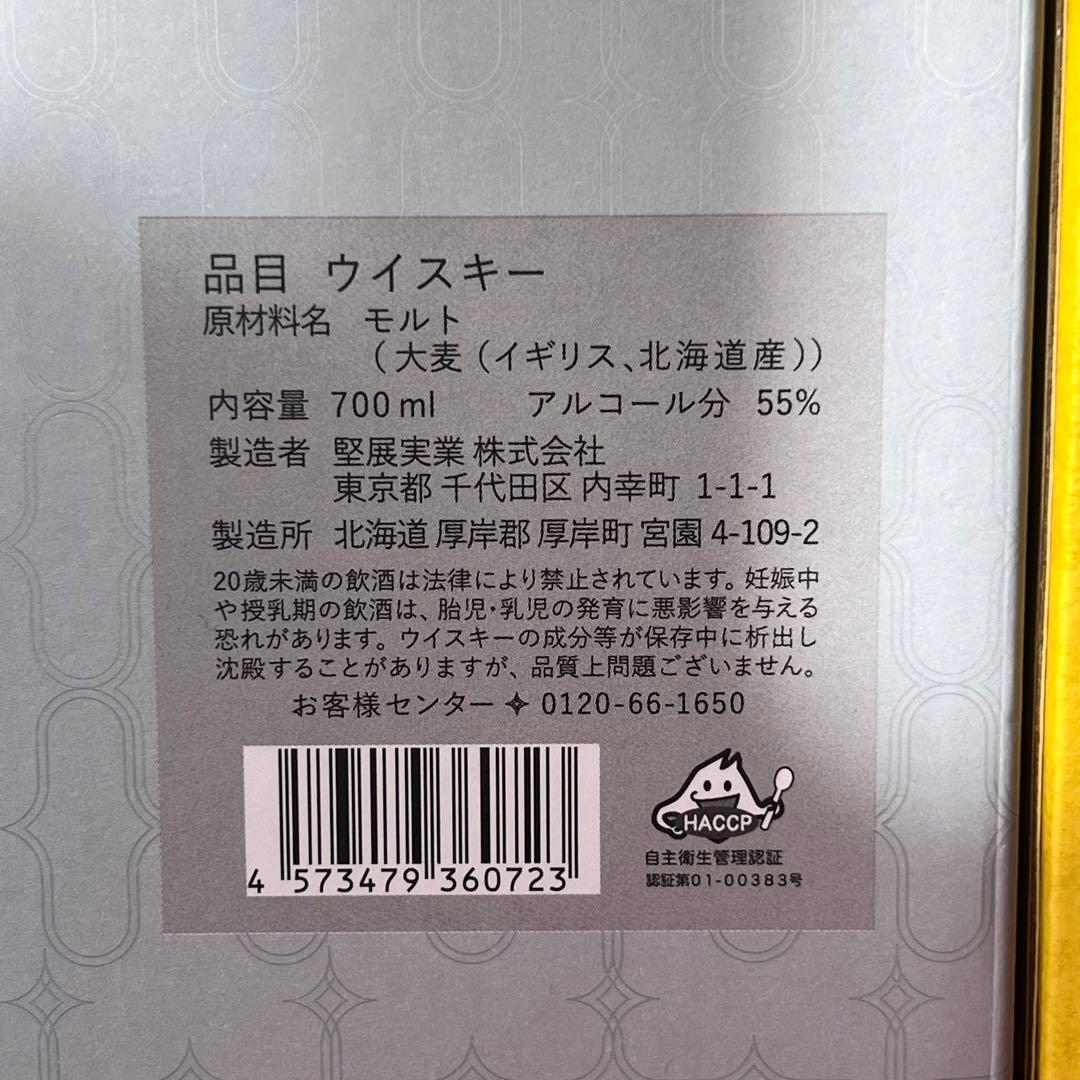 品目 ウイスキー
原材料名 モルト
（大麦（イギリス、北海道産））
内容量 700ml アルコール分 55%
製造者 堅展実業 株式会社
東京都 千代田区 内幸町 1-1-1
製造所 北海道 厚岸郡 厚岸町 宮園 4-109-2
20歳未満の飲酒は法律により禁止されています。妊娠中
や授乳期の飲酒は、胎児・乳児の発育に悪影響を与える
恐れがあります。ウイスキーの成分等が保存中に析出し
沈殿することがありますが、品質上問題ございません。
お客様センター 0120-66-1650
4 573479 360723
HACCP
自主衛生管理認証
認証第01-00383号